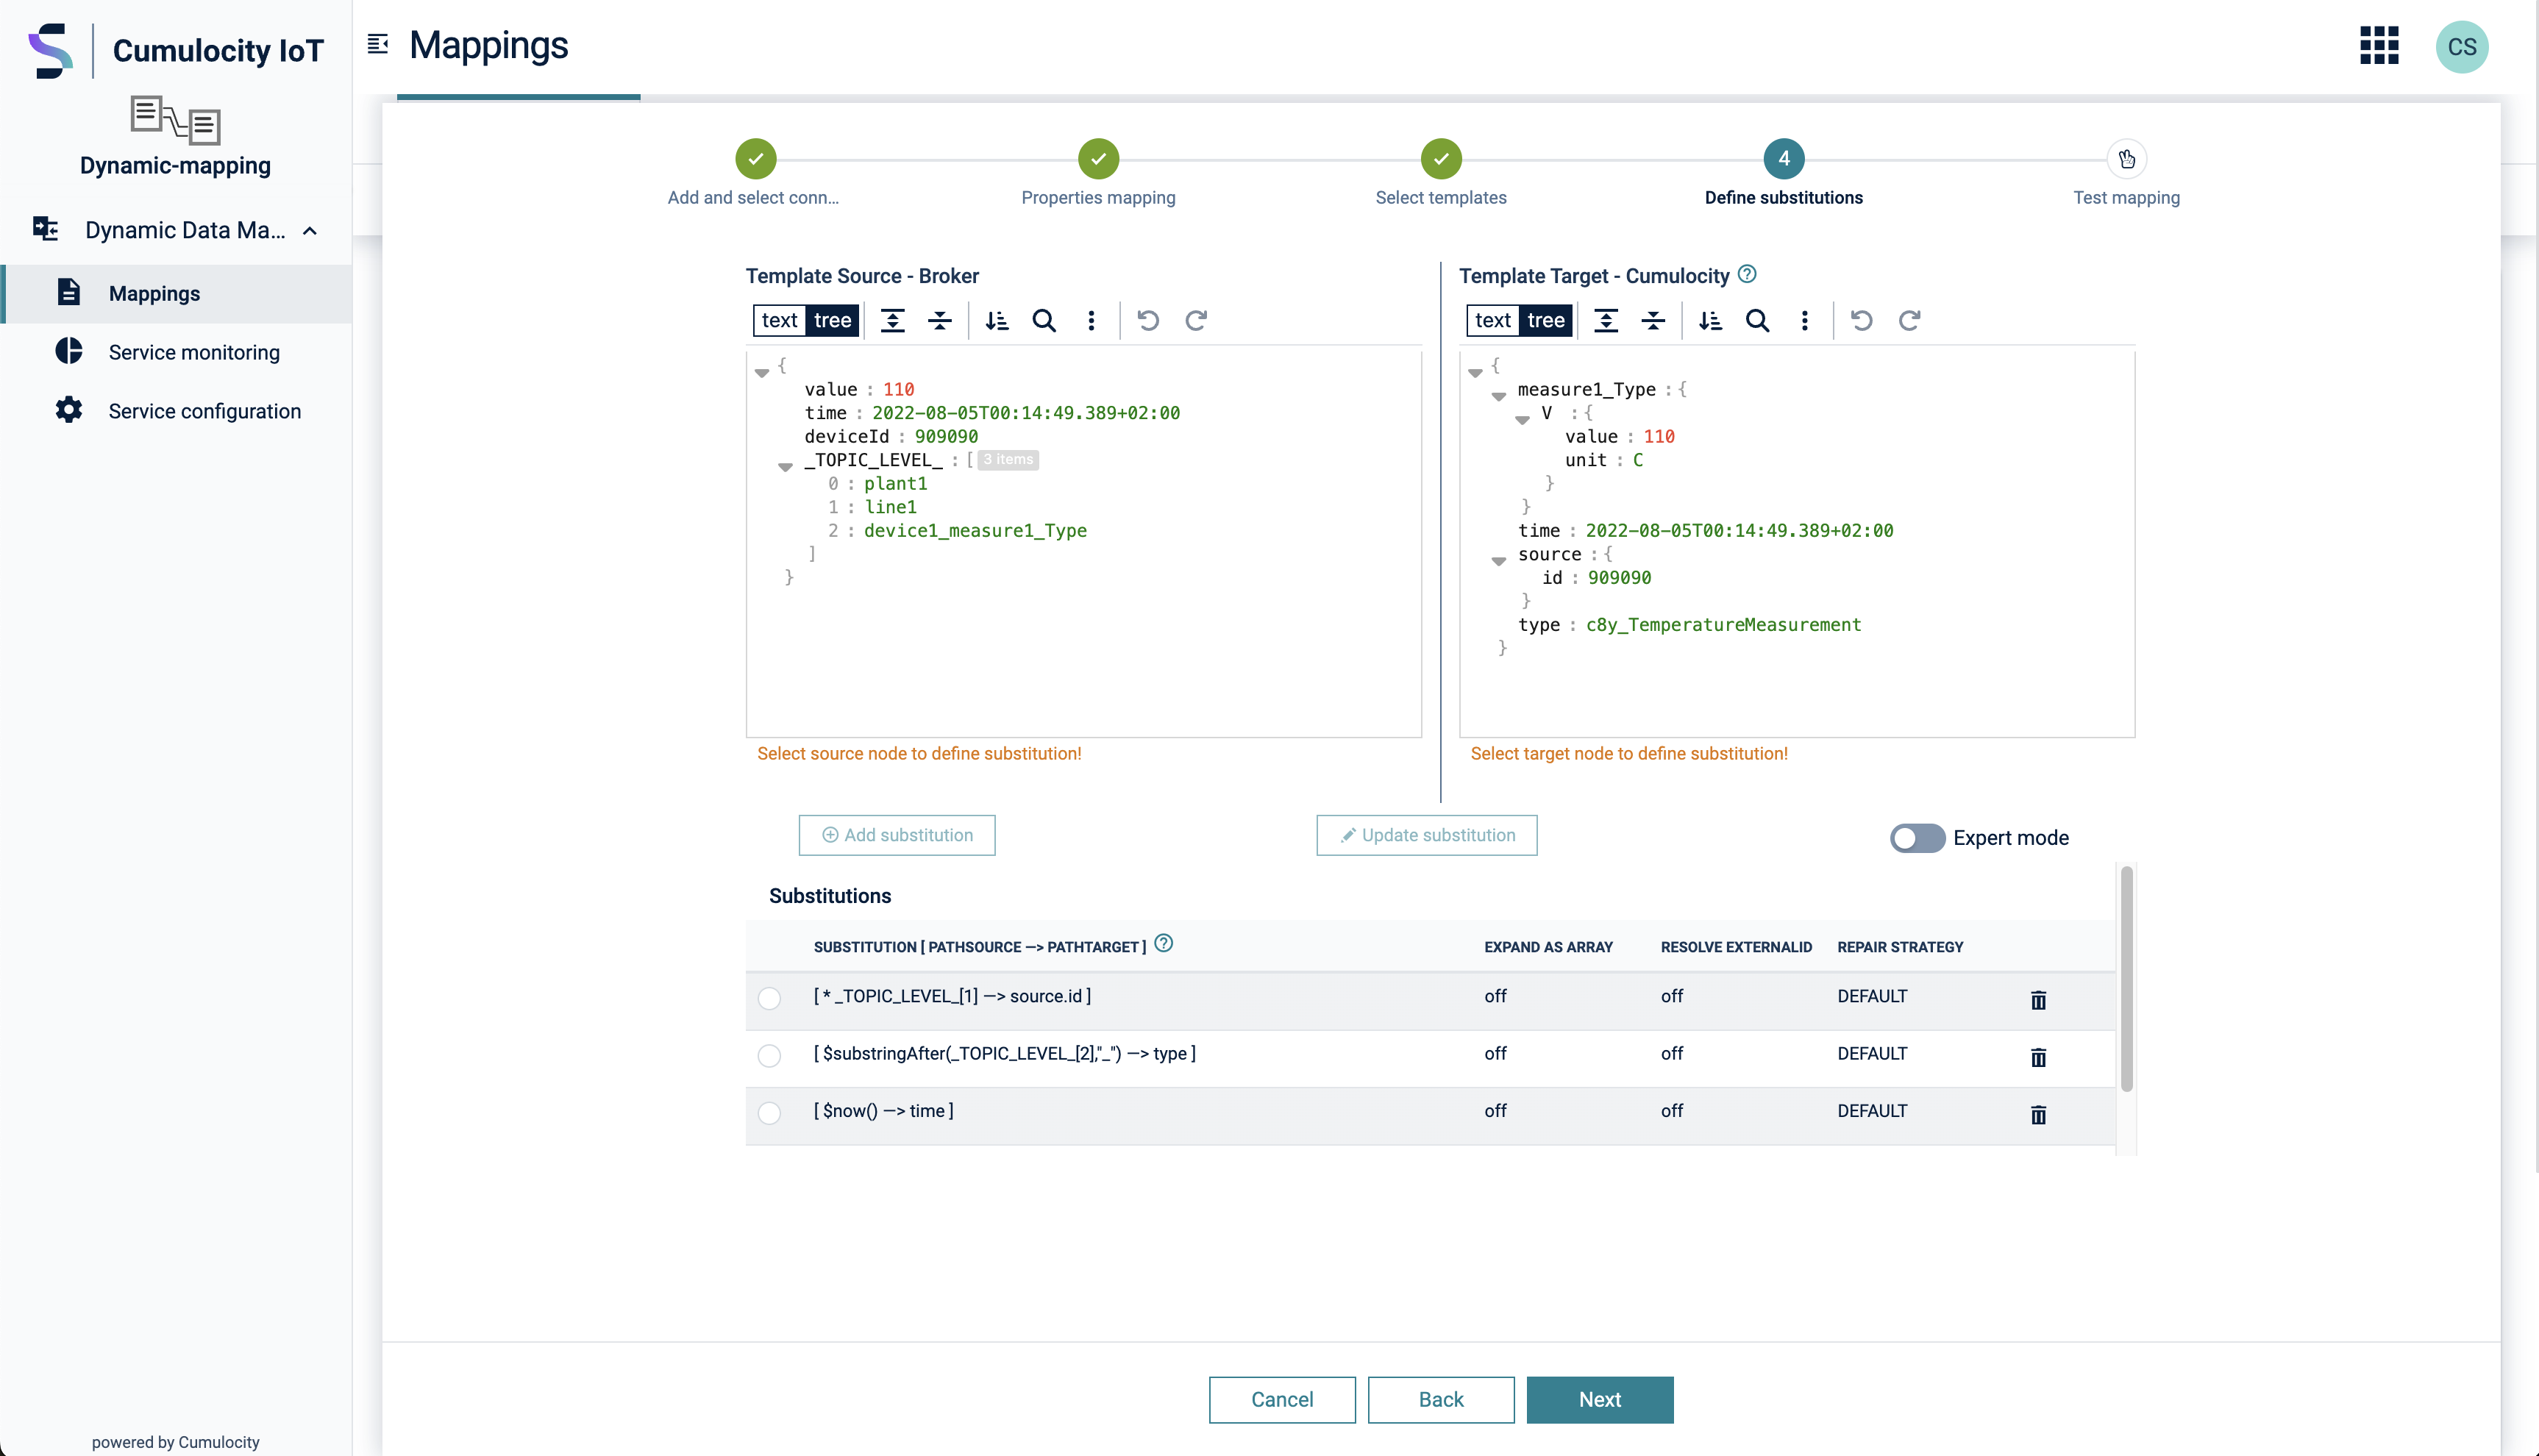 Cumulocity IoT
Dynamic-mapping
Dynamic Data Ma...
Mappings
Service monitoring
Service configuration
powered by Cumulocity
Mappings
CS
Add and select conn...
Properties mapping
Select templates
4
Define substitutions
Test mapping
Template Source - Broker
text tree
{
value : 110
time : 2022-08-05T00:14:49.389+02:00
deviceId : 909090
_TOPIC_LEVEL_ : [ 3 items
0 : plant1
1 : line1
2 : device1_measure1_Type
]
}
Select source node to define substitution!
Template Target - Cumulocity ?
text tree
{
measure1_Type : {
V : {
value : 110
unit : C
}
}
time : 2022-08-05T00:14:49.389+02:00
source : {
id : 909090
}
type : c8y_TemperatureMeasurement
}
Select target node to define substitution!
Add substitution
Update substitution
Expert mode
Substitutions
SUBSTITUTION [ PATHSOURCE —> PATHTARGET ] ? EXPAND AS ARRAY RESOLVE EXTERNALID REPAIR STRATEGY
[ * _TOPIC_LEVEL_[1] —> source.id ] off off DEFAULT
[ $substringAfter(_TOPIC_LEVEL_[2],"_") —> type ] off off DEFAULT
[ $now() —> time ] off off DEFAULT
Cancel Back Next